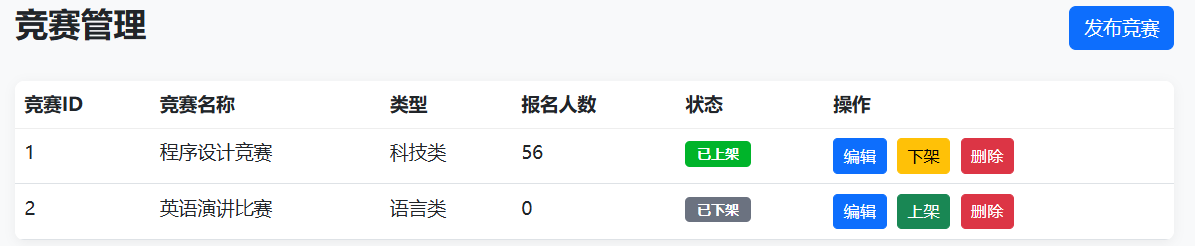 竞赛管理 发布竞赛
竞赛ID 竞赛名称 类型 报名人数 状态 操作
1 程序设计竞赛 科技类 56 已上架 编辑 下架 删除
2 英语演讲比赛 语言类 0 已下架 编辑 上架 删除